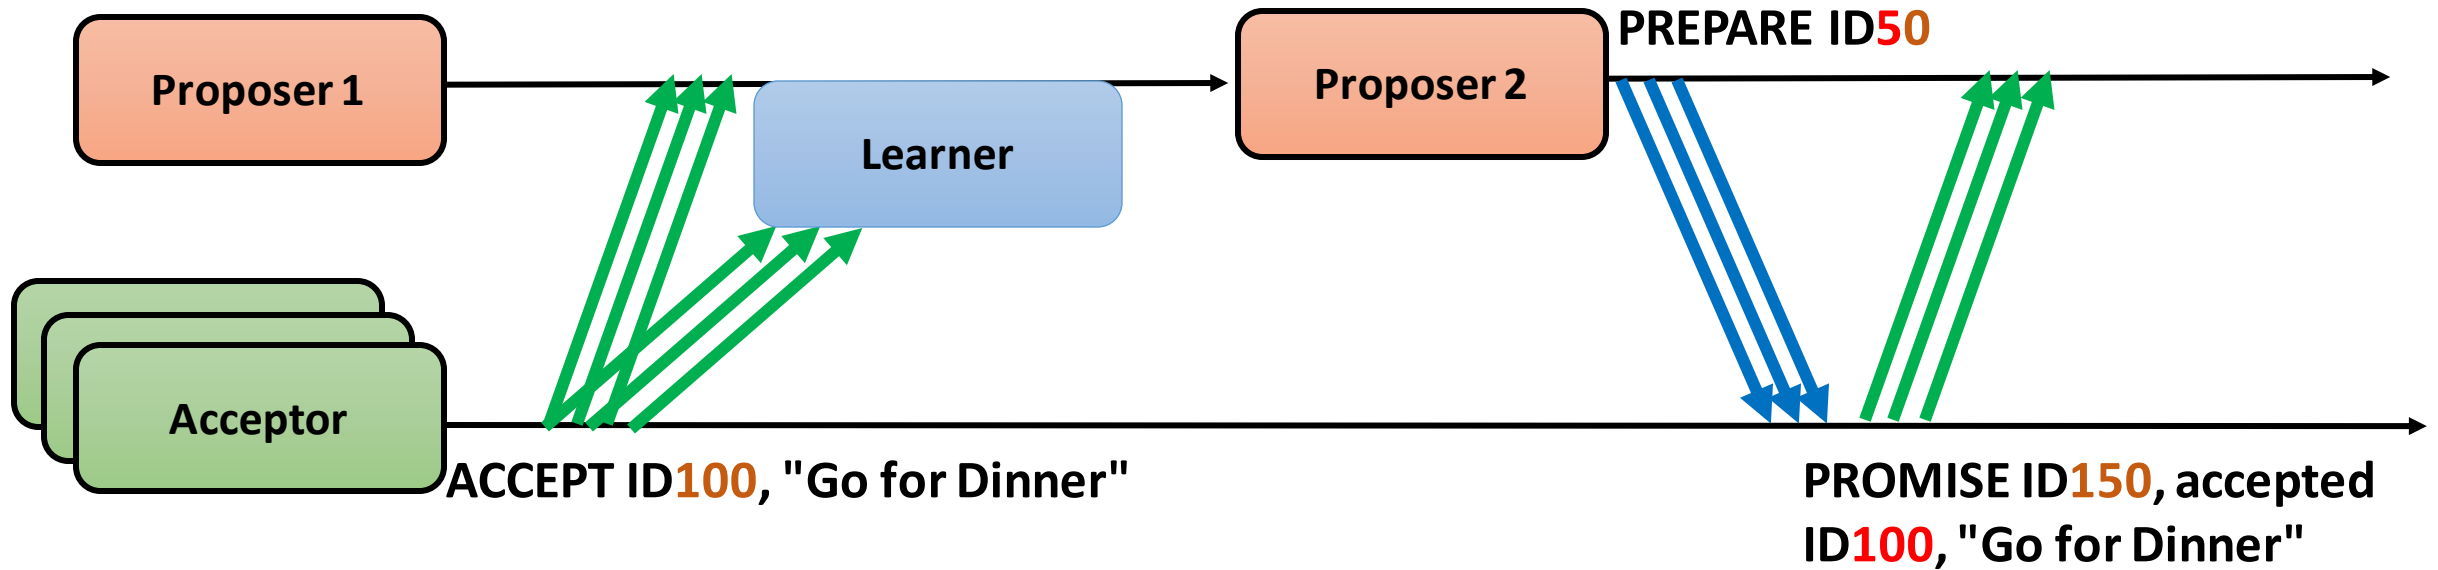 PREPARE ID50
Proposer 1
Proposer 2
Learner
Acceptor
ACCEPT ID100, "Go for Dinner"
PROMISE ID150, accepted
ID100, "Go for Dinner"